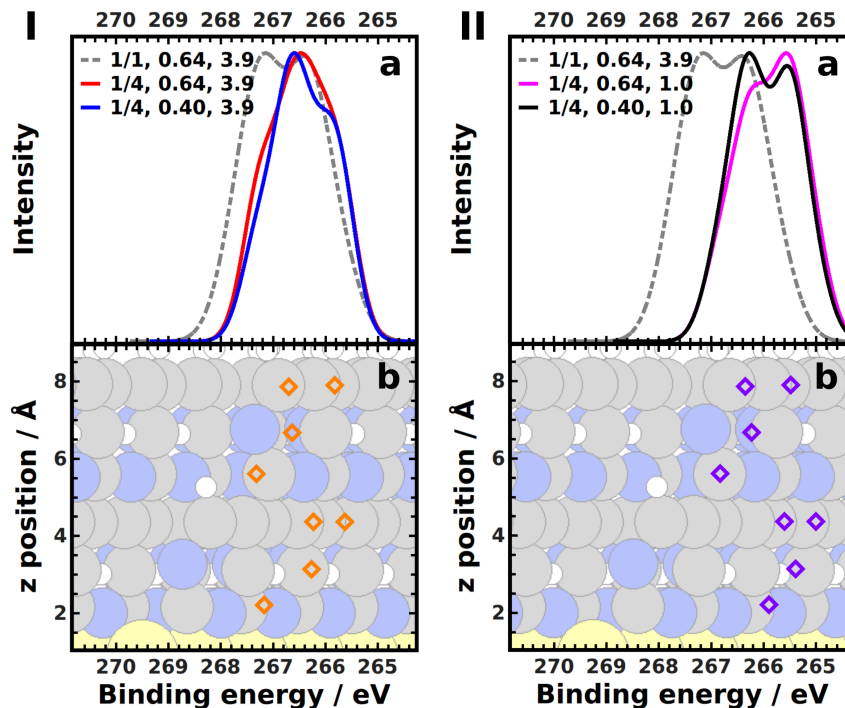 I
270 269 268 267 266 265
a
1/1, 0.64, 3.9
1/4, 0.64, 3.9
1/4, 0.40, 3.9
Intensity
b
8
6
4
2
z position / Å
270 269 268 267 266 265
Binding energy / eV
II
270 269 268 267 266 265
a
1/1, 0.64, 3.9
1/4, 0.64, 1.0
1/4, 0.40, 1.0
Intensity
b
8
6
4
2
z position / Å
270 269 268 267 266 265
Binding energy / eV